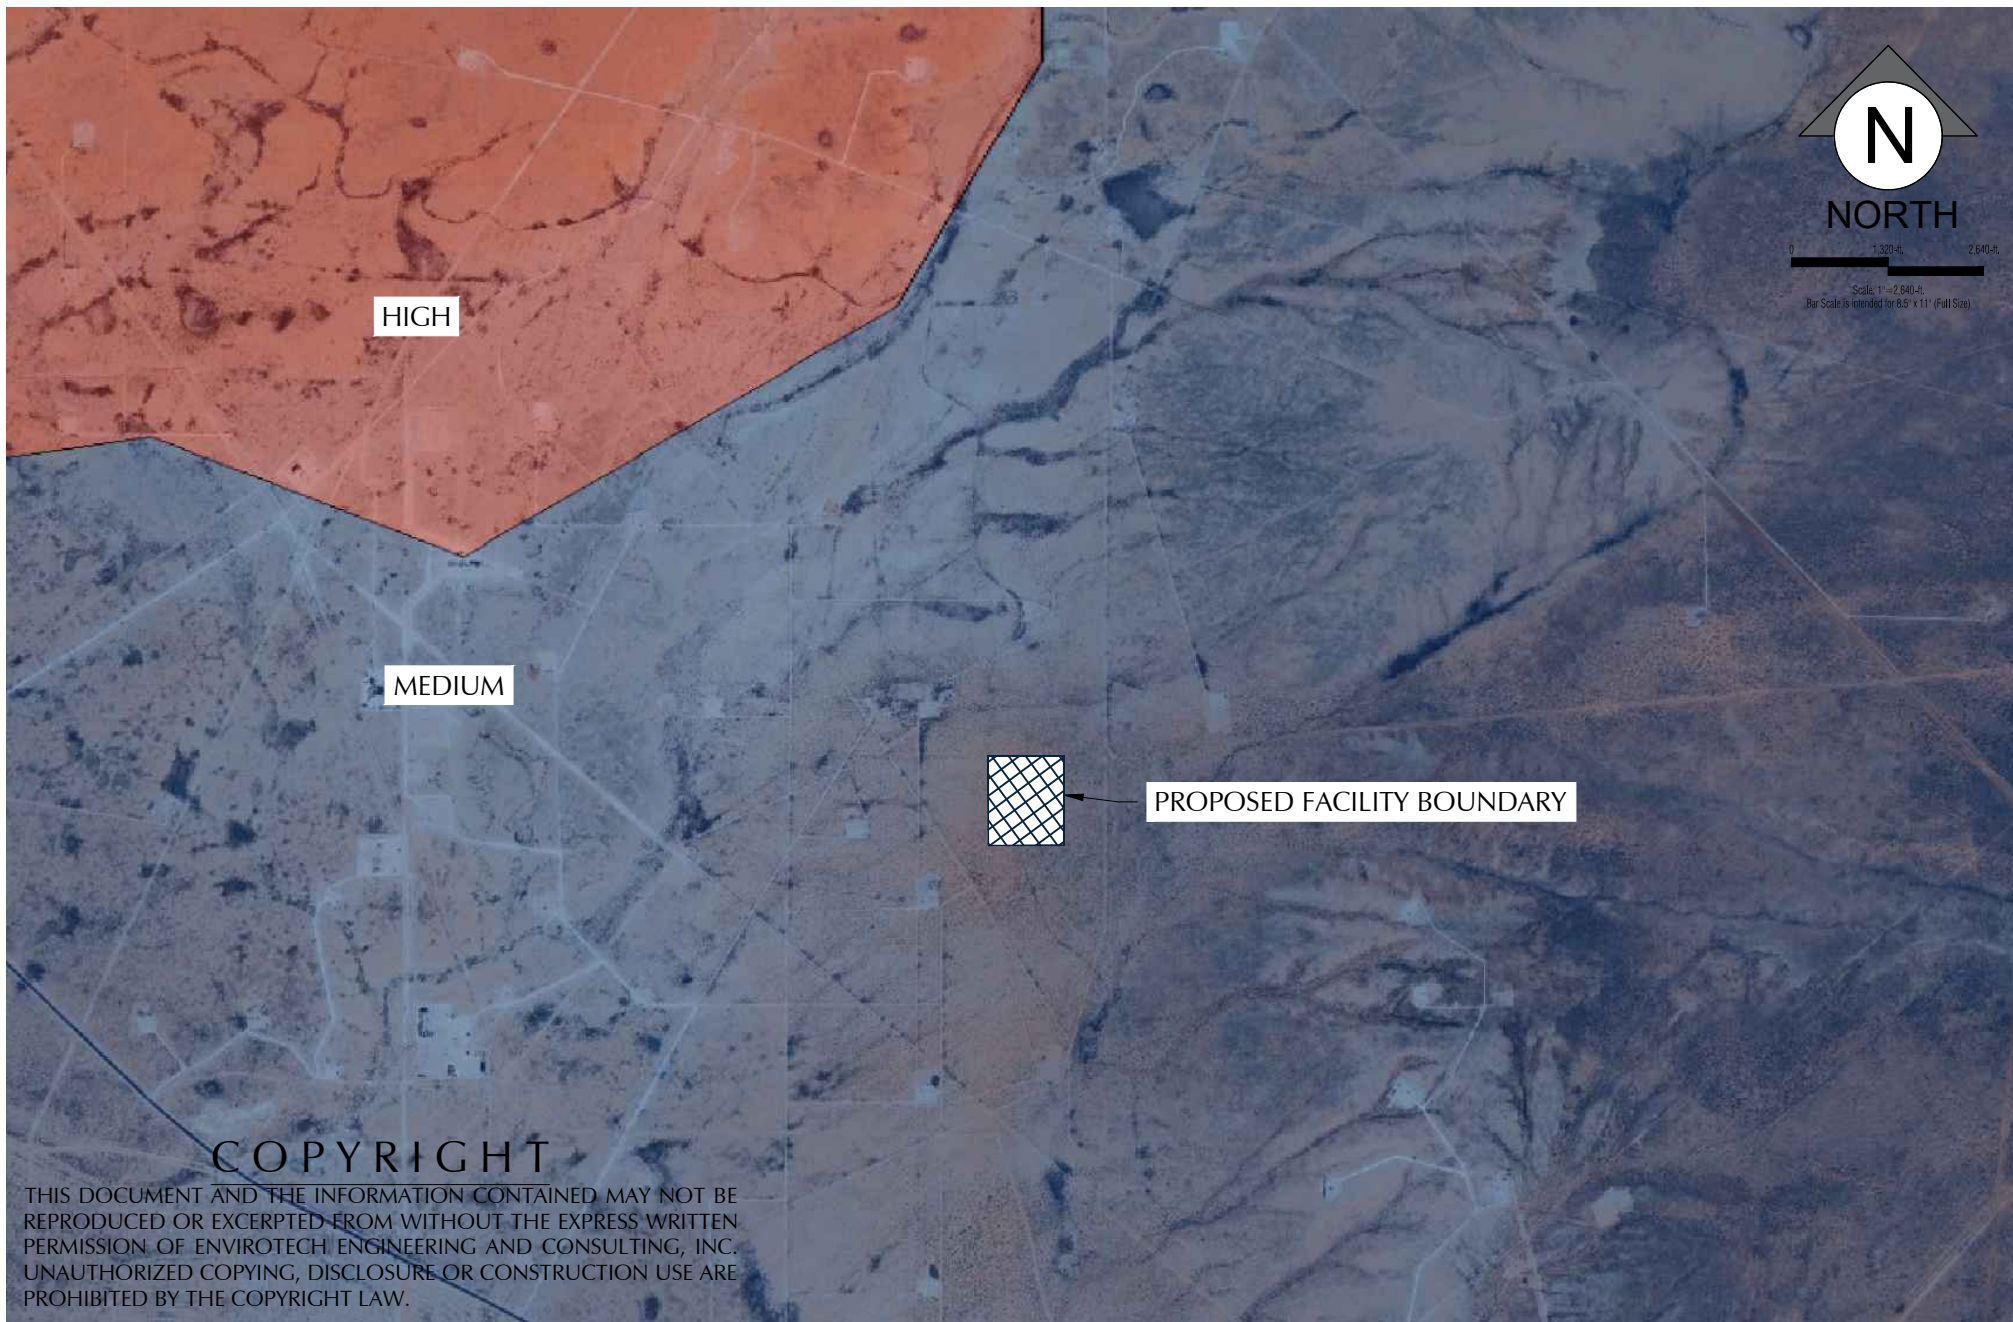 N
NORTH
0 1,320-ft. 2,640-ft.
Scale: 1"=2,640-ft.
Bar Scale is intended for 8.5" x 11" (Full Size)
HIGH
MEDIUM
PROPOSED FACILITY BOUNDARY
COPYRIGHT
THIS DOCUMENT AND THE INFORMATION CONTAINED MAY NOT BE
REPRODUCED OR EXCERPTED FROM WITHOUT THE EXPRESS WRITTEN
PERMISSION OF ENVIROTECH ENGINEERING AND CONSULTING, INC.
UNAUTHORIZED COPYING, DISCLOSURE OR CONSTRUCTION USE ARE
PROHIBITED BY THE COPYRIGHT LAW.